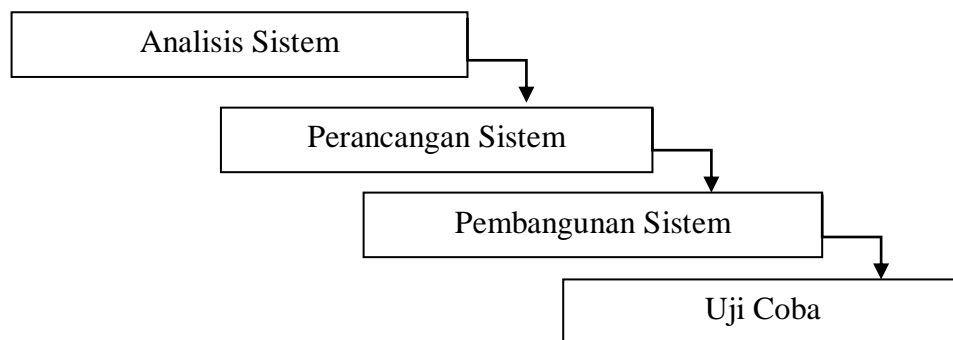 Analisis Sistem
Perancangan Sistem
Pembangunan Sistem
Uji Coba